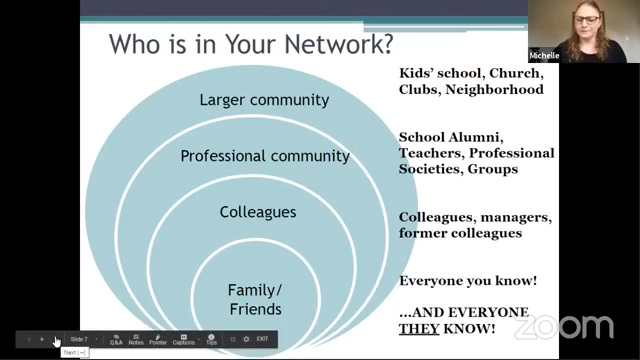 Who is in Your Network?
Michelle
Kids' school, Church,
Clubs, Neighborhood
Larger community
School Alumni,
Teachers, Professional
Societies, Groups
Professional community
Colleagues
Colleagues, managers,
former colleagues
Family/
Friends
Everyone you know!
...AND EVERYONE
THEY KNOW!
Slide 7
Q&A
Notes
Pointer
Captions
Tips
EXIT
Next (→)
zoom